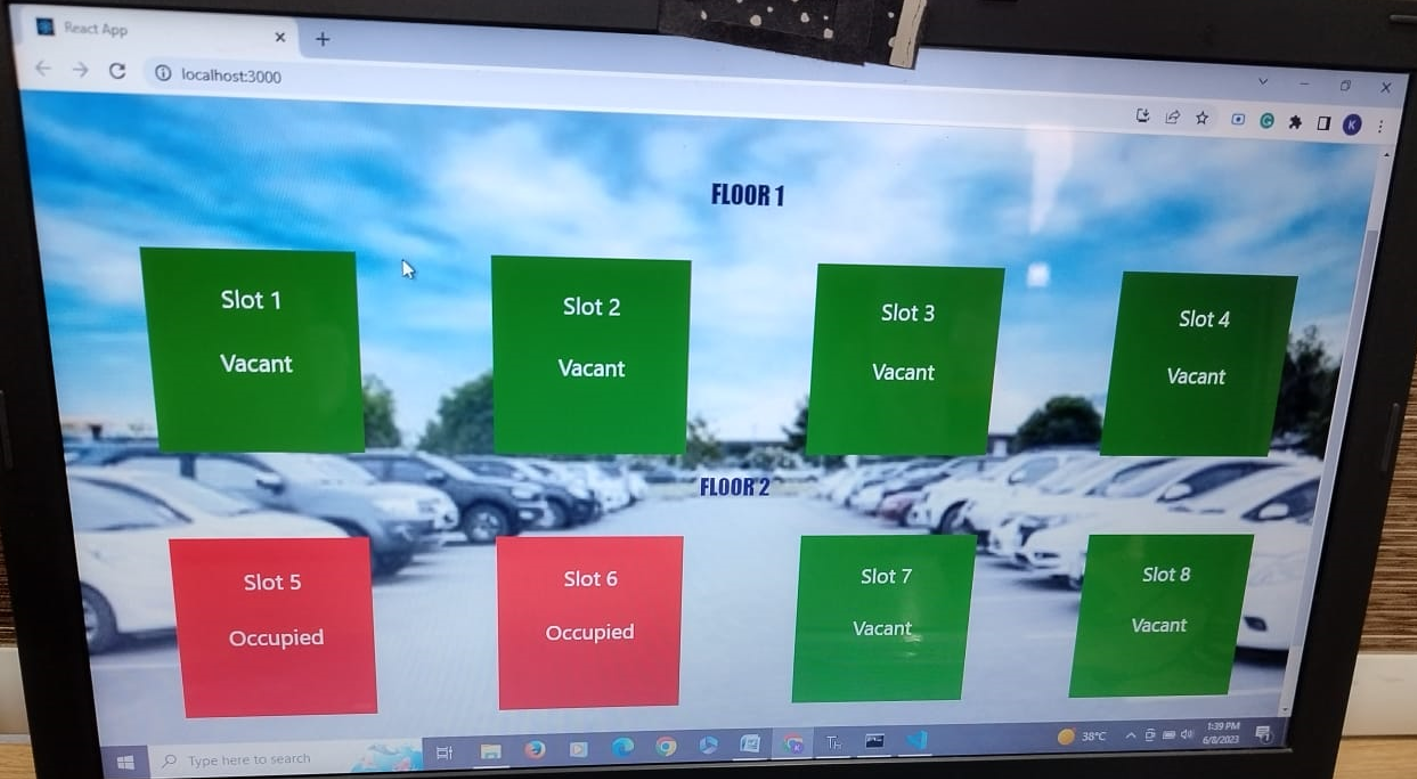 React App
localhost:3000
K
FLOOR 1
Slot 1
Vacant
Slot 2
Vacant
Slot 3
Vacant
Slot 4
Vacant
FLOOR 2
Slot 5
Occupied
Slot 6
Occupied
Slot 7
Vacant
Slot 8
Vacant
Type here to search
38°C
1:39 PM
6/8/2023